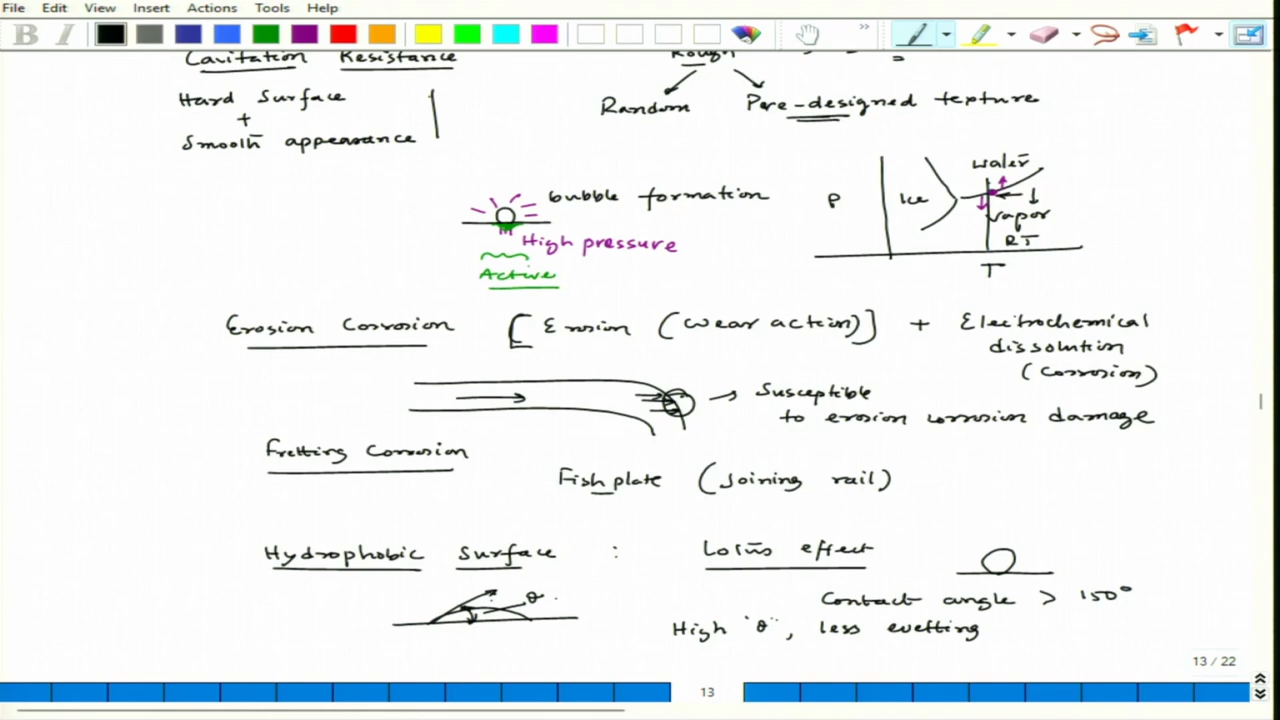 File Edit View Insert Actions Tools Help
B I
Cavitation Resistance
Rough
Hard Surface
+
Smooth appearance
Random
Pre-designed texture
bubble formation
High pressure
Active
P
Ice
water
vapor
RT
T
Erosion Corrosion [Erosion (wear action)] + Electrochemical
dissolution
(corrosion)
Susceptible
to erosion corrosion damage
Fretting Corrosion
Fish plate (Joining rail)
Hydrophobic Surface : Lotus effect
θ
Contact angle > 150°
High "θ", less wetting
13 / 22
13